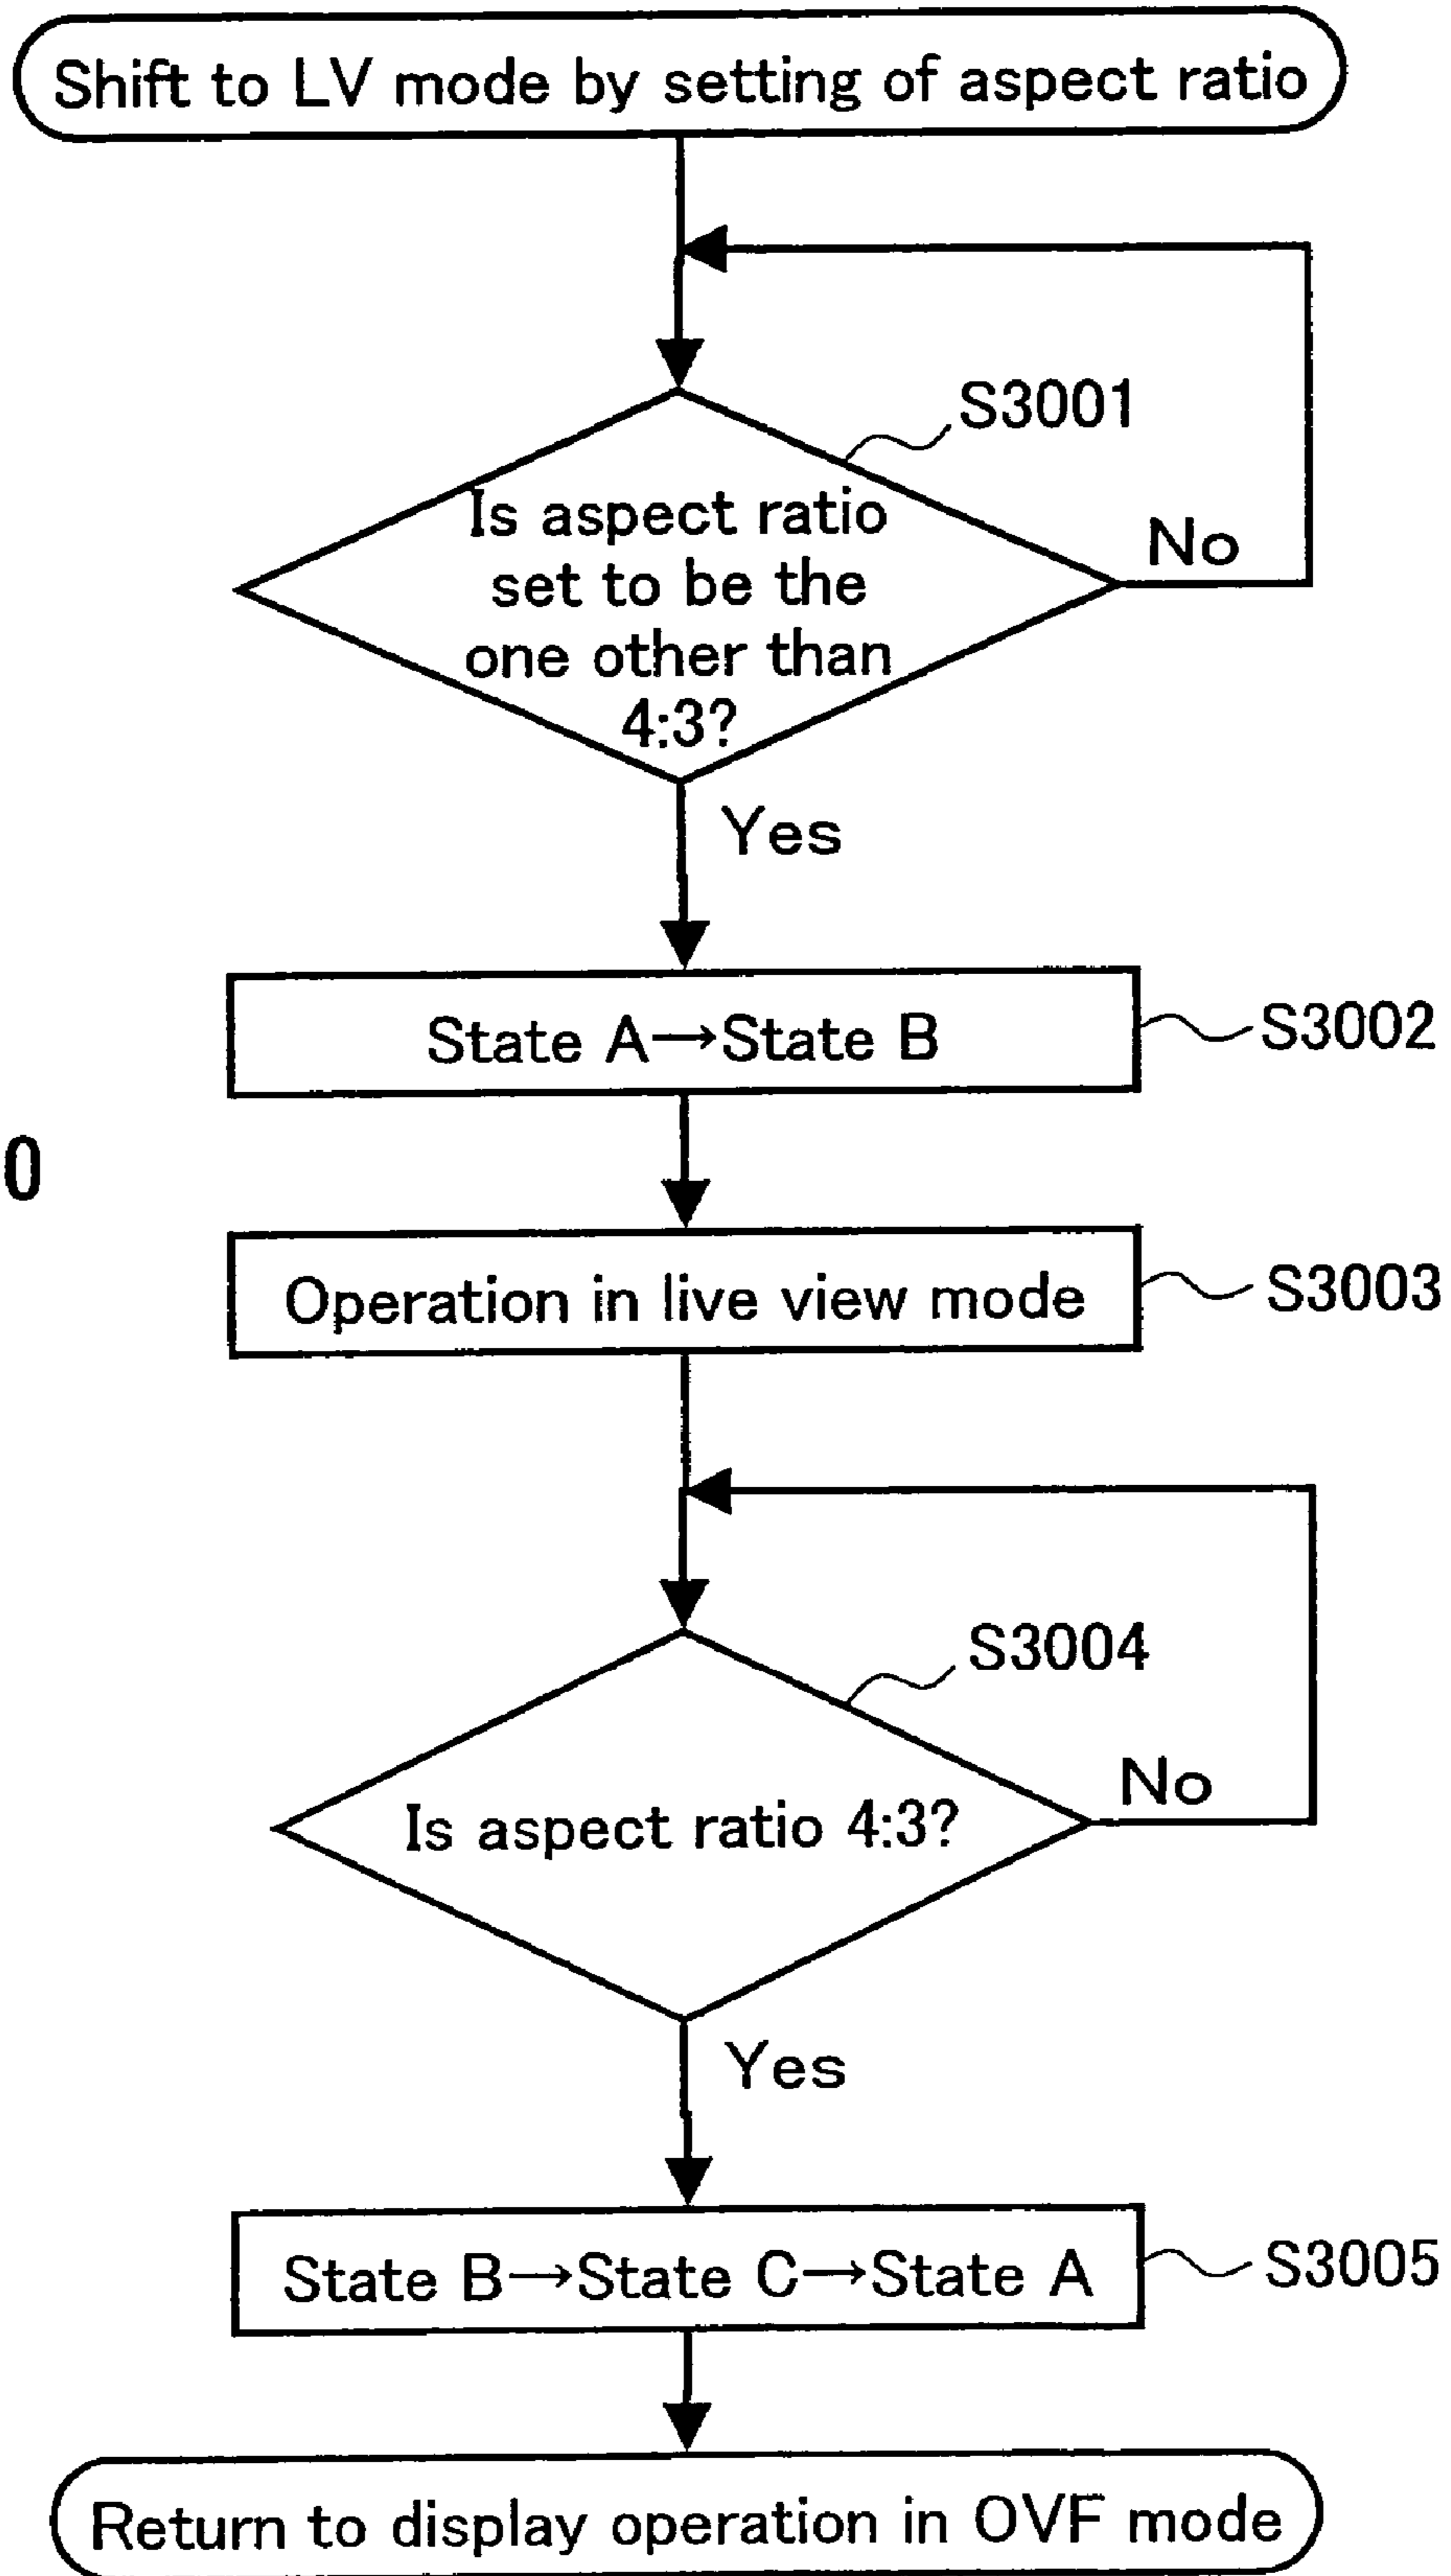 Shift to LV mode by setting of aspect ratio
S3001
Is aspect ratio
set to be the
one other than
4:3?
No
Yes
State A→State B
S3002
0
Operation in live view mode
S3003
S3004
Is aspect ratio 4:3?
No
Yes
State B→State C→State A
S3005
Return to display operation in OVF mode